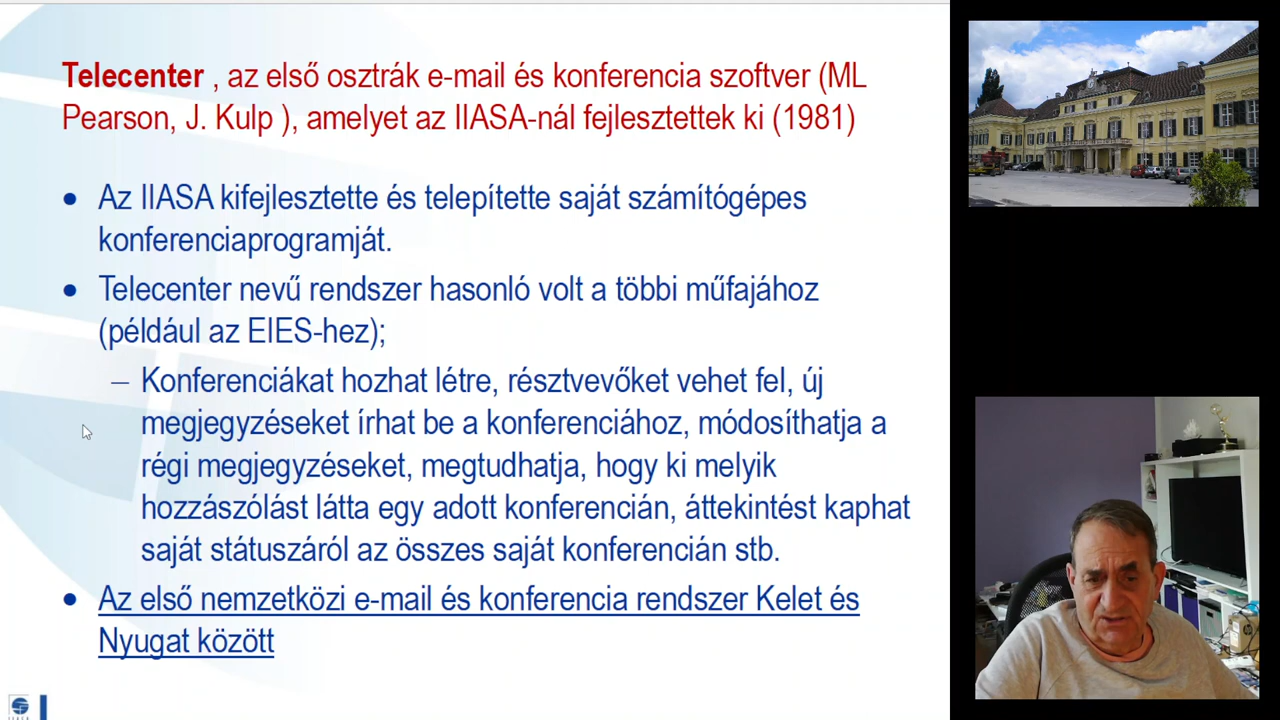 Telecenter , az első osztrák e-mail és konferencia szoftver (ML
Pearson, J. Kulp ), amelyet az IIASA-nál fejlesztettek ki (1981)
● Az IIASA kifejlesztette és telepítette saját számítógépes
konferenciaprogramját.
● Telecenter nevű rendszer hasonló volt a többi műfajához
(például az EIES-hez);
– Konferenciákat hozhat létre, résztvevőket vehet fel, új
megjegyzéseket írhat be a konferenciához, módosíthatja a
régi megjegyzéseket, megtudhatja, hogy ki melyik
hozzászólást látta egy adott konferencián, áttekintést kaphat
saját státuszáról az összes saját konferencián stb.
● Az első nemzetközi e-mail és konferencia rendszer Kelet és
Nyugat között
IIASA